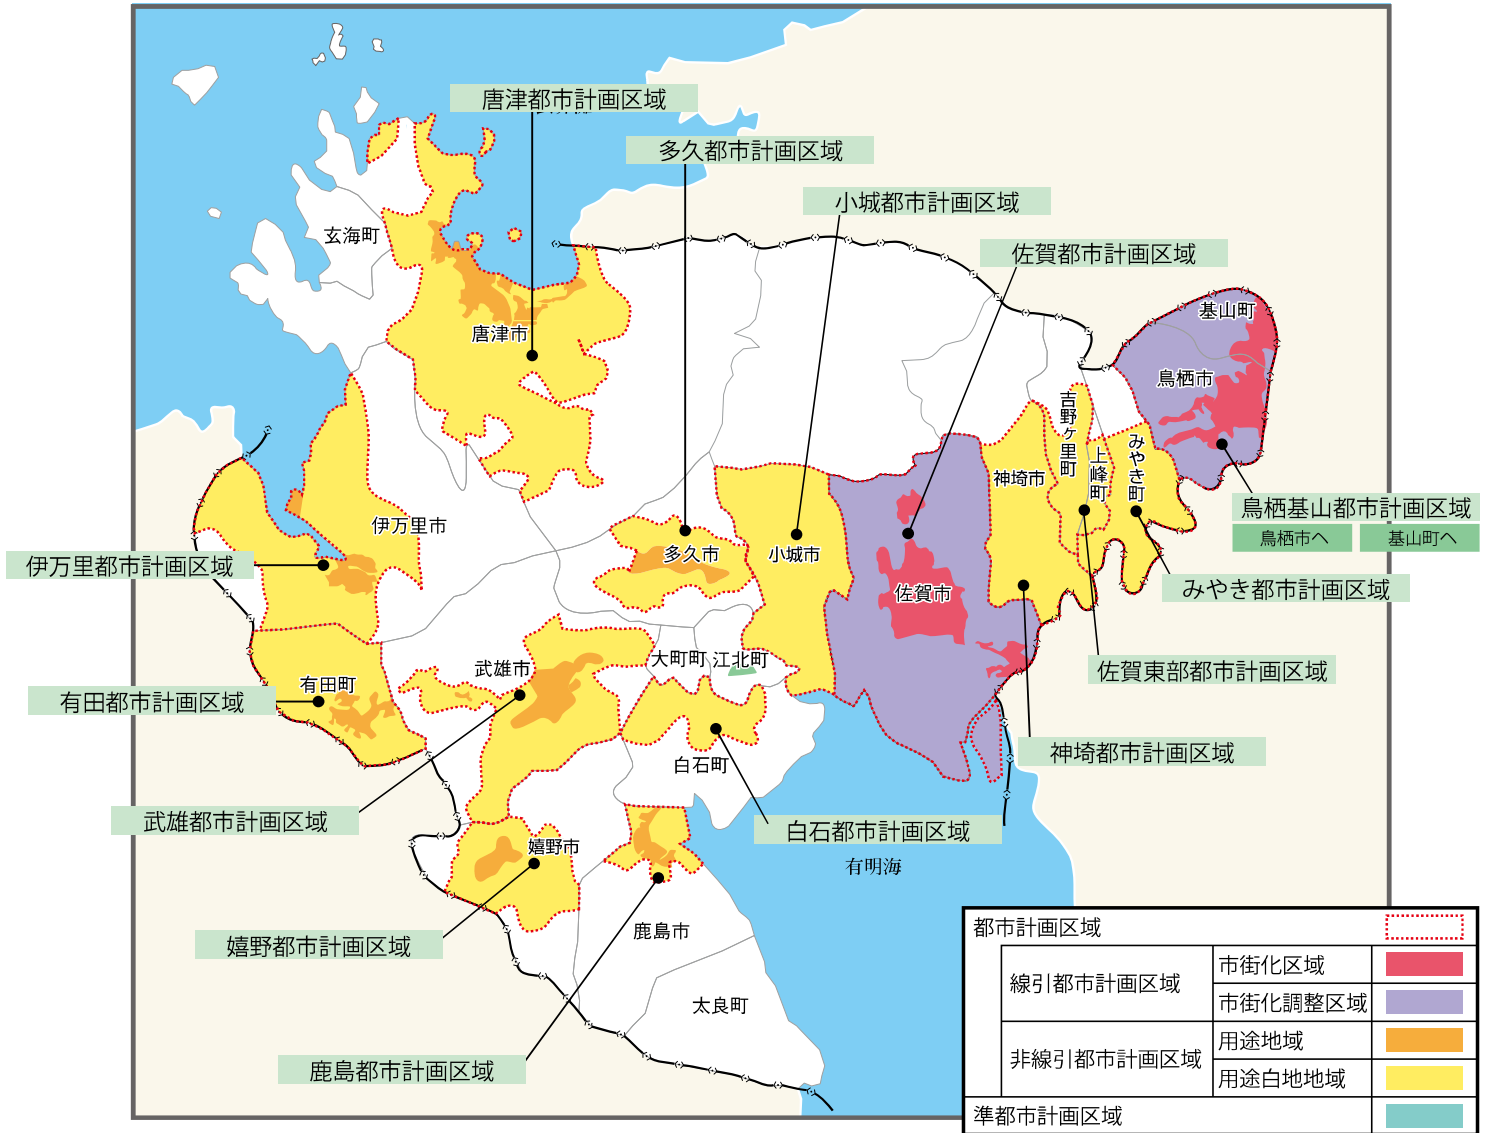 唐津都市計画区域
多久都市計画区域
小城都市計画区域
佐賀都市計画区域
玄海町
唐津市
基山町
鳥栖市
吉野ヶ里町
上峰町
みやき町
神埼市
鳥栖基山都市計画区域
鳥栖市へ
基山町へ
伊万里市
多久市
小城市
伊万里都市計画区域
佐賀市
みやき都市計画区域
大町町
江北町
武雄市
佐賀東部都市計画区域
有田町
有田都市計画区域
白石町
神埼都市計画区域
武雄都市計画区域
白石都市計画区域
嬉野市
有明海
嬉野都市計画区域
鹿島市
太良町
鹿島都市計画区域
都市計画区域
線引都市計画区域
市街化区域
市街化調整区域
非線引都市計画区域
用途地域
用途白地地域
準都市計画区域